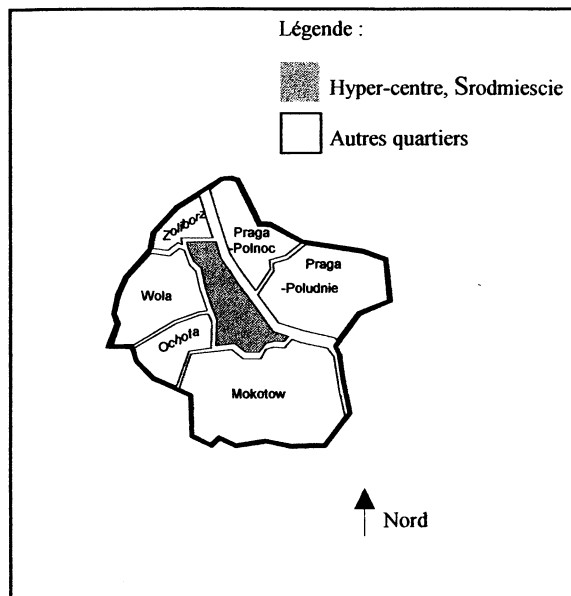 Légende :
Hyper-centre, Srodmiescie
Autres quartiers
Zoliborz
Praga
-Polnoc
Praga
-Poludnie
Wola
Ochota
Mokotow
Nord